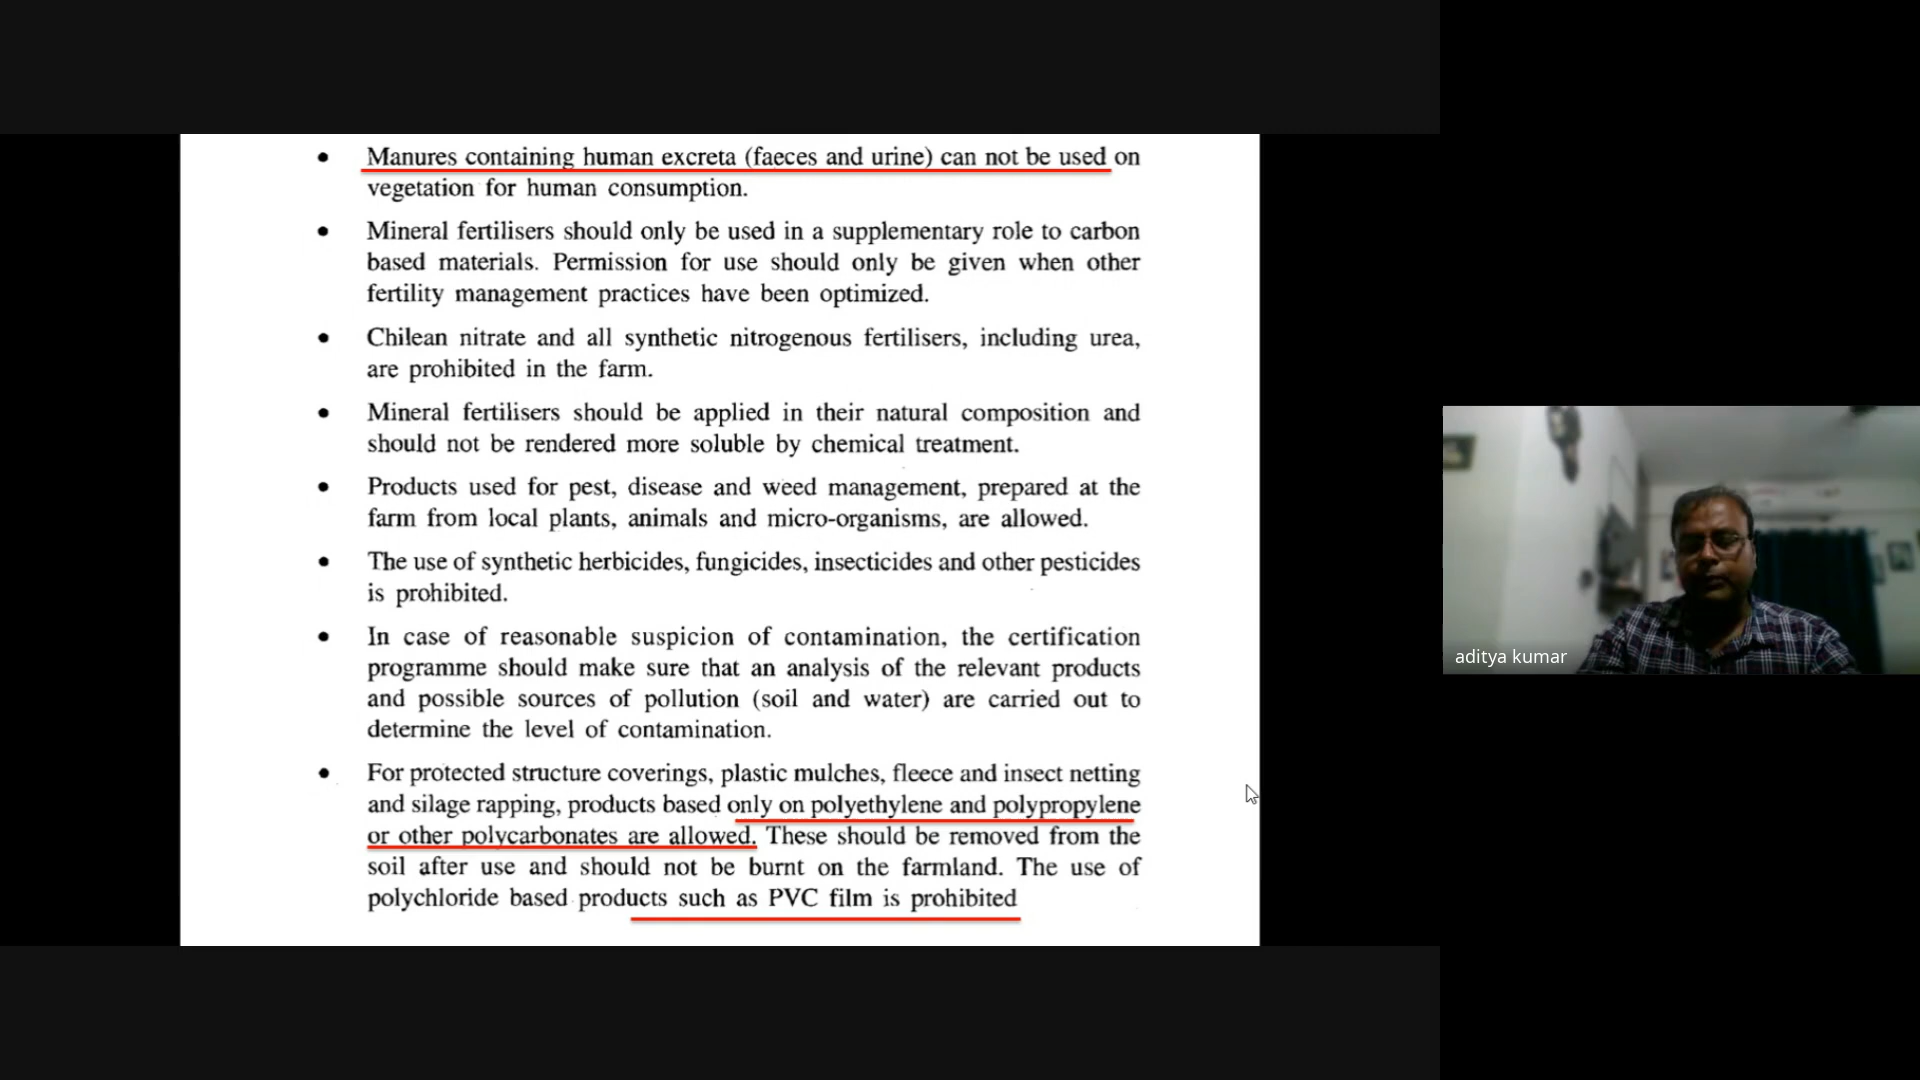 • Manures containing human excreta (faeces and urine) can not be used on
vegetation for human consumption.
• Mineral fertilisers should only be used in a supplementary role to carbon
based materials. Permission for use should only be given when other
fertility management practices have been optimized.
• Chilean nitrate and all synthetic nitrogenous fertilisers, including urea,
are prohibited in the farm.
• Mineral fertilisers should be applied in their natural composition and
should not be rendered more soluble by chemical treatment.
• Products used for pest, disease and weed management, prepared at the
farm from local plants, animals and micro-organisms, are allowed.
• The use of synthetic herbicides, fungicides, insecticides and other pesticides
is prohibited.
• In case of reasonable suspicion of contamination, the certification
programme should make sure that an analysis of the relevant products
and possible sources of pollution (soil and water) are carried out to
determine the level of contamination.
• For protected structure coverings, plastic mulches, fleece and insect netting
and silage rapping, products based only on polyethylene and polypropylene
or other polycarbonates are allowed. These should be removed from the
soil after use and should not be burnt on the farmland. The use of
polychloride based products such as PVC film is prohibited
aditya kumar